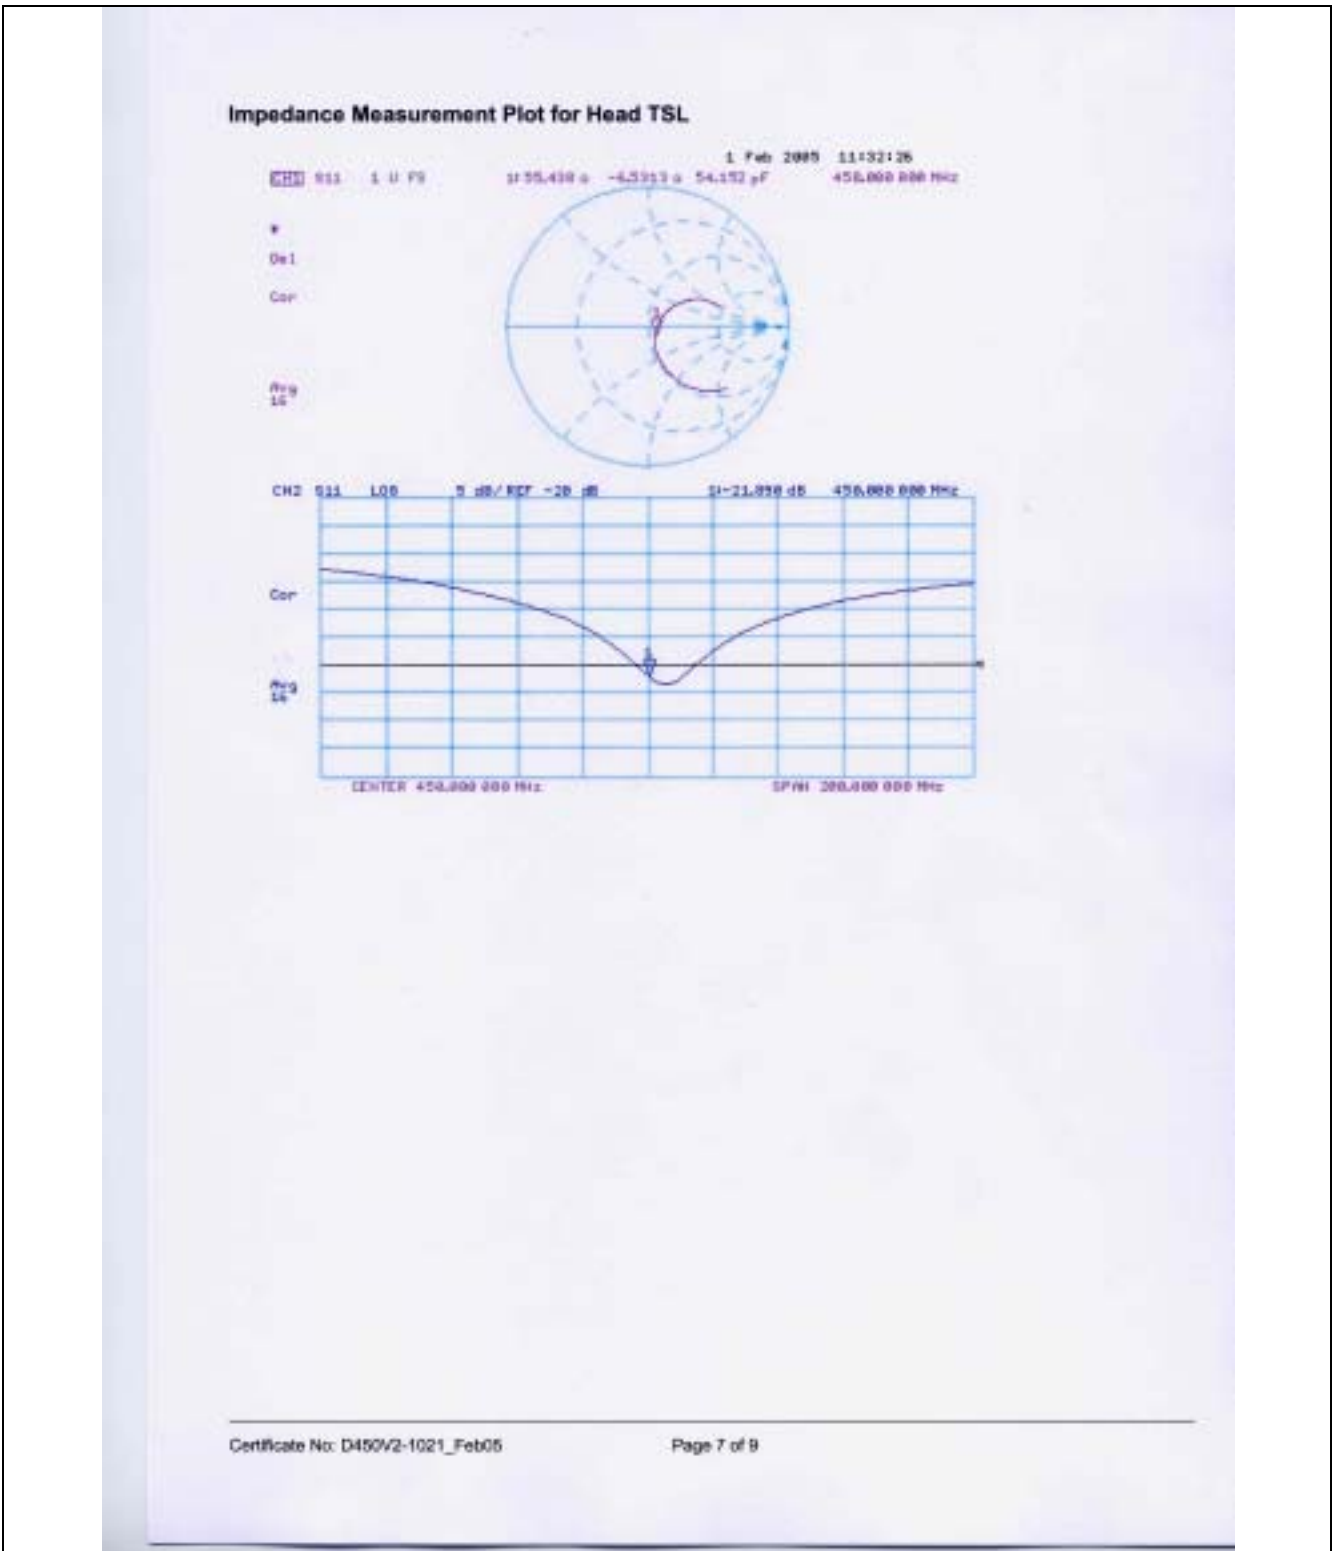 Impedance Measurement Plot for Head TSL
1 Feb 2005 11:32:26
CH1 S11 1 U FS 1: 55.438 Ω -6.5313 Ω 54.152 pF 450.000 000 MHz
Del
Cor
Avg
16
CH2 S11 LOG 5 dB/ REF -20 dB 1:-21.890 dB 450.000 000 MHz
Cor
Avg
16
CENTER 450.000 000 MHz SPAN 200.000 000 MHz
Certificate No: D450V2-1021_Feb05 Page 7 of 9